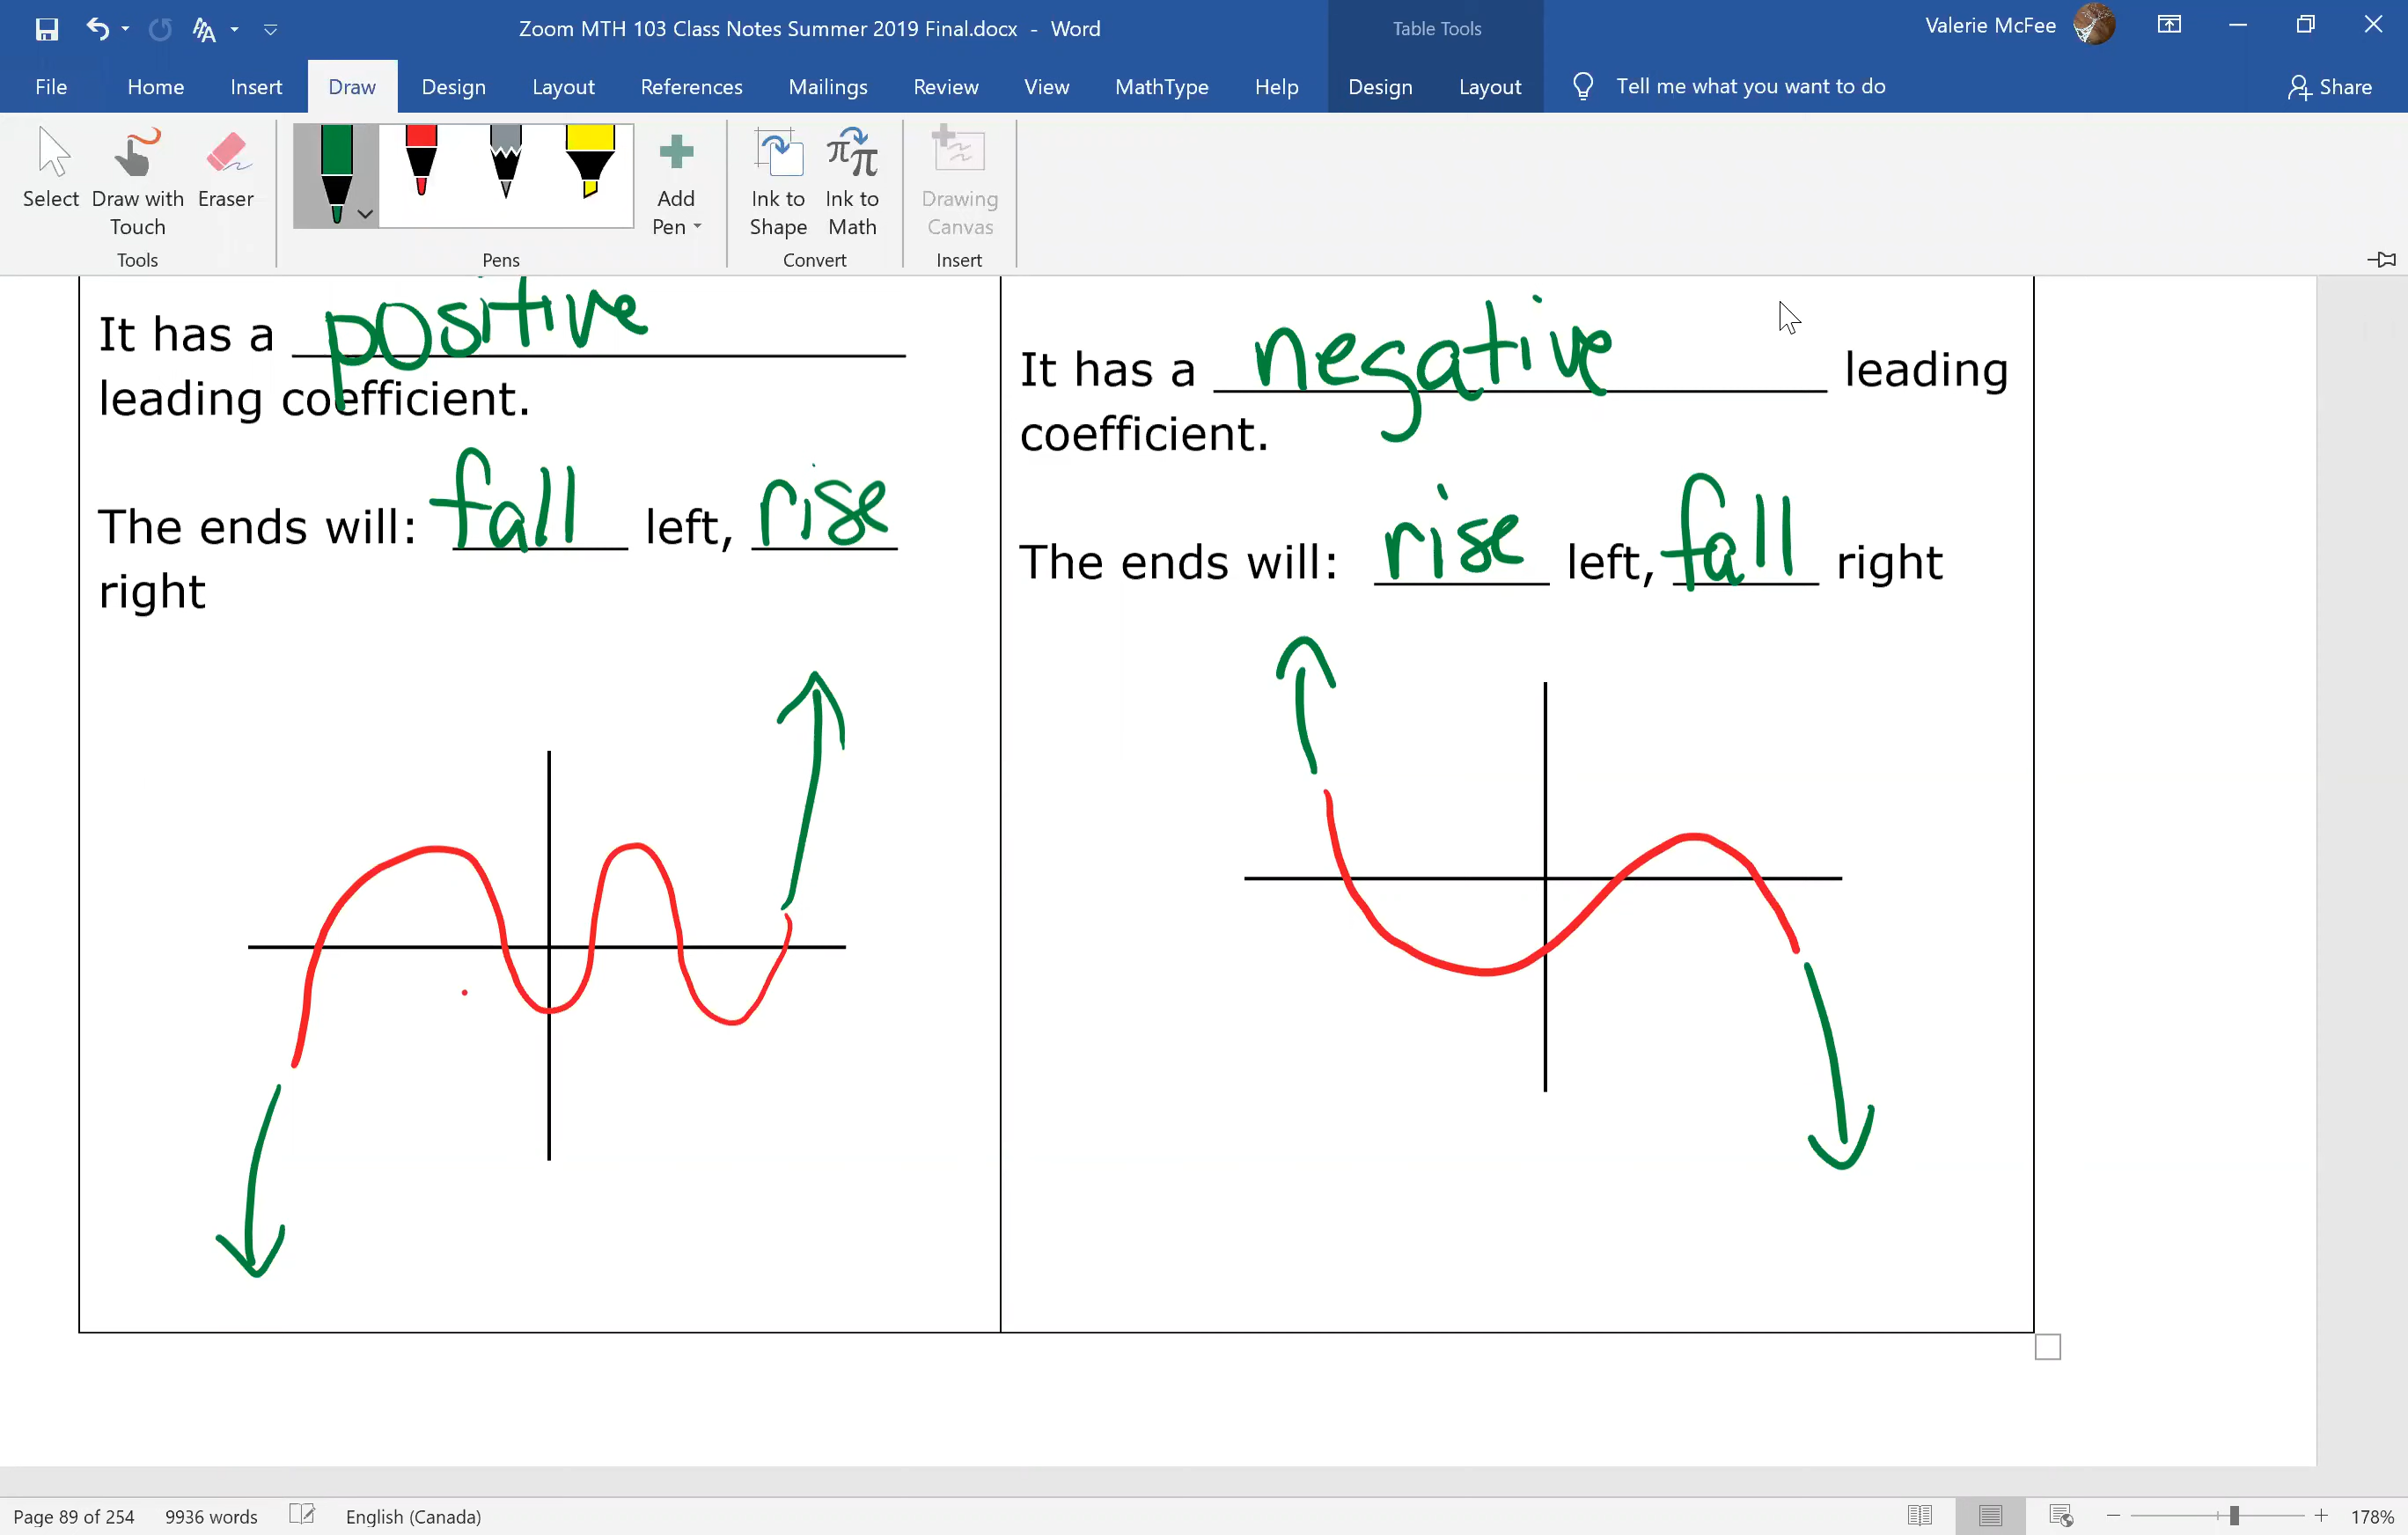 Zoom MTH 103 Class Notes Summer 2019 Final.docx - Word
Table Tools
Valerie McFee
File Home Insert Draw Design Layout References Mailings Review View MathType Help Design Layout Tell me what you want to do Share
Select Draw with Touch Eraser
Add Pen
Ink to Shape
Ink to Math
Drawing Canvas
Tools Pens Convert Insert
It has a positive
leading coefficient.
The ends will: fall left, rise
right
It has a negative leading
coefficient.
The ends will: rise left, fall right
Page 89 of 254 9936 words English (Canada) 178%